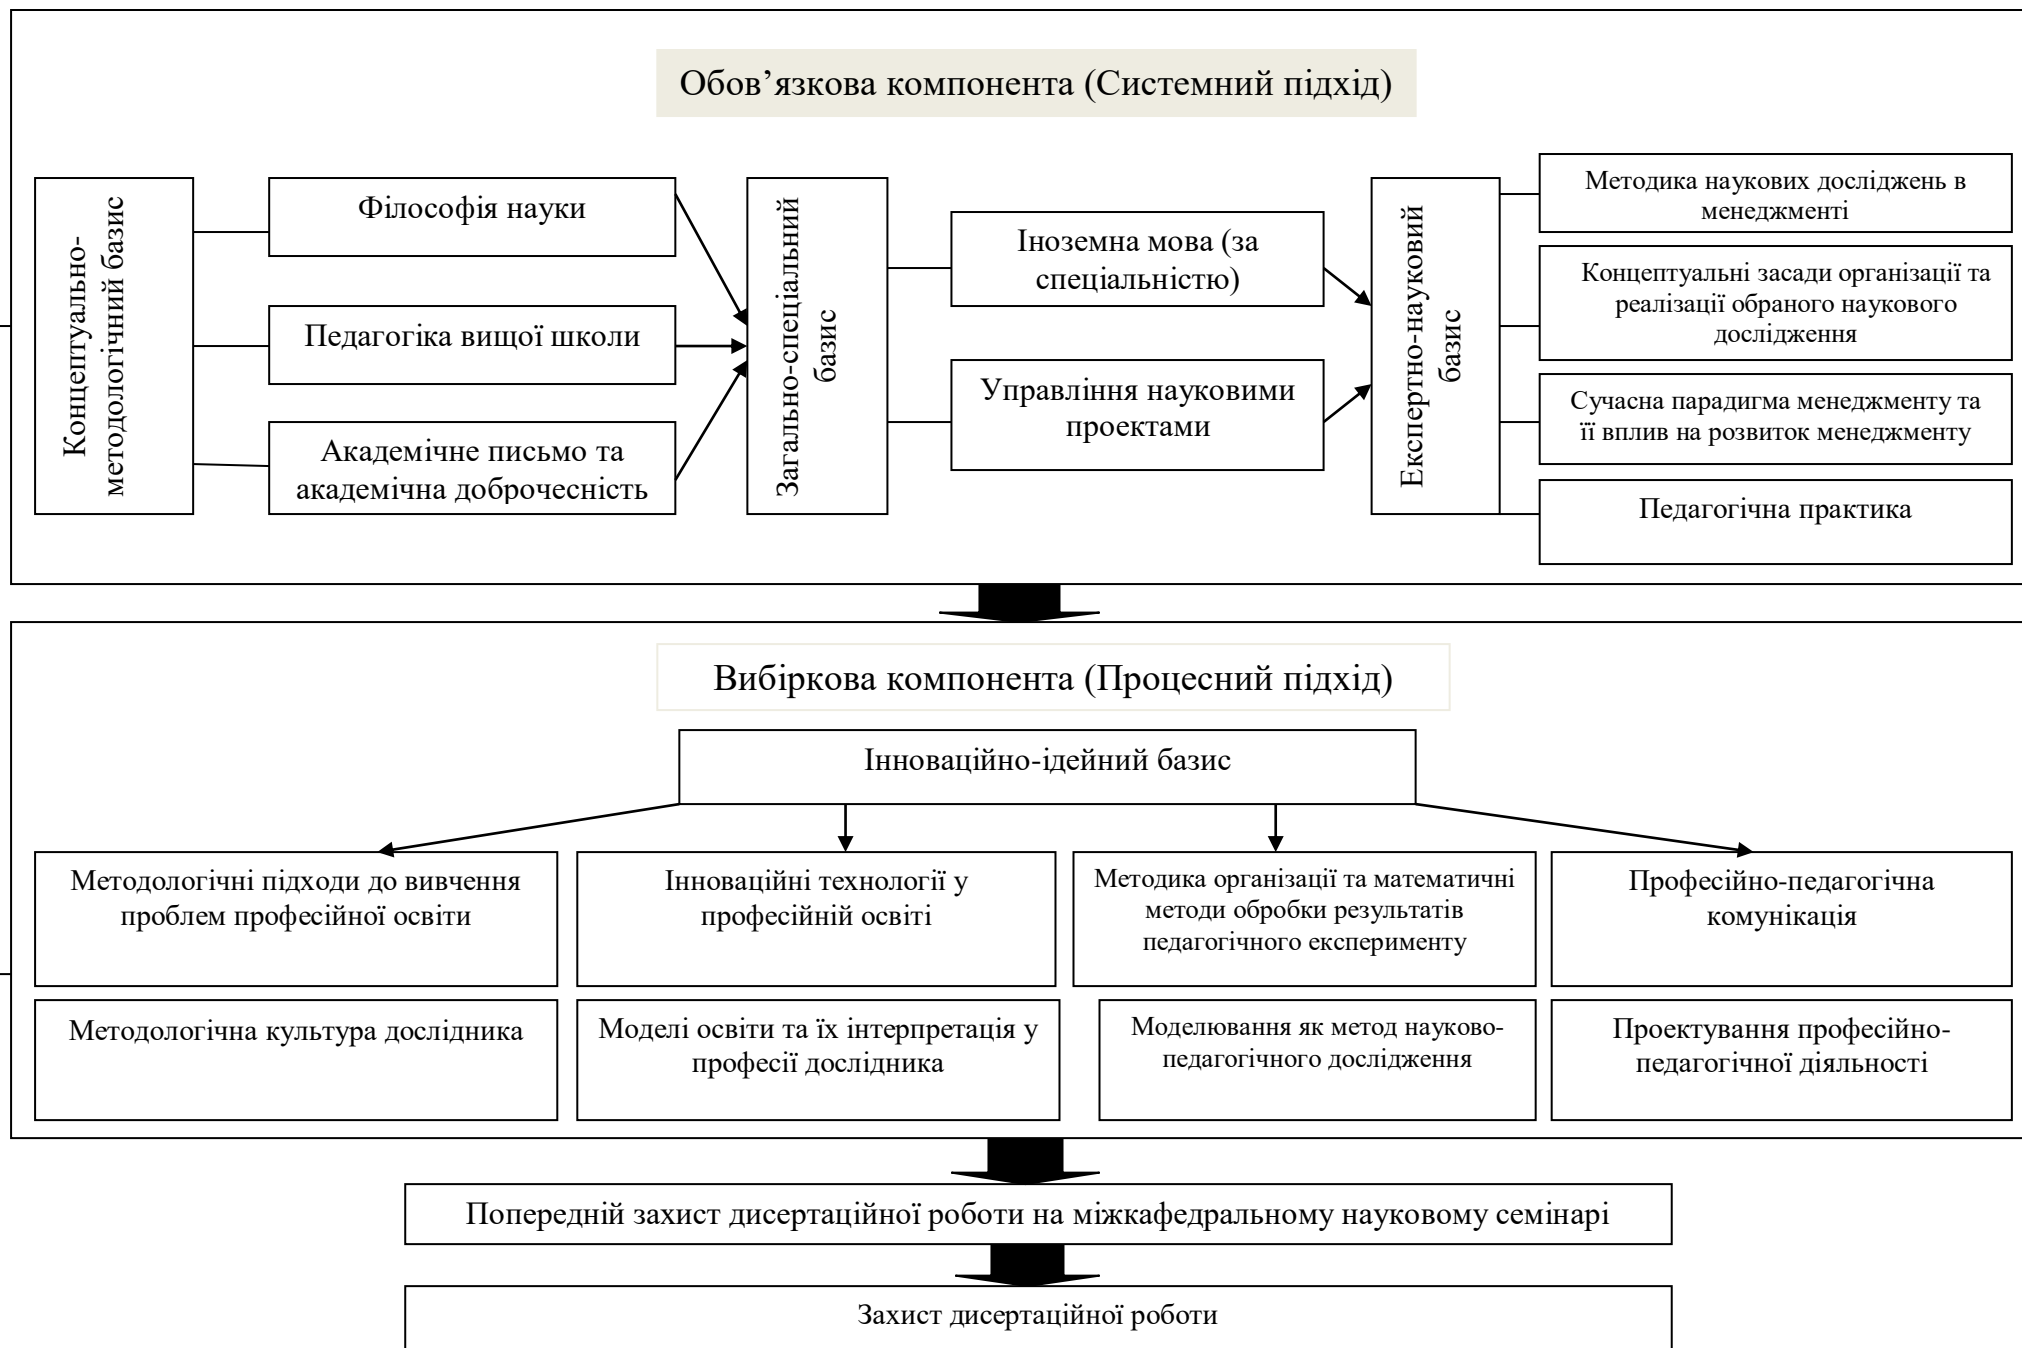 Обов’язкова компонента (Системний підхід)
Концептуально-
методологічний базис
Філософія науки
Педагогіка вищої школи
Академічне письмо та
академічна доброчесність
Загально-спеціальний
базис
Іноземна мова (за
спеціальністю)
Управління науковими
проектами
Експертно-науковий
базис
Методика наукових досліджень в
менеджменті
Концептуальні засади організації та
реалізації обраного наукового
дослідження
Сучасна парадигма менеджменту та
її вплив на розвиток менеджменту
Педагогічна практика
Вибіркова компонента (Процесний підхід)
Інноваційно-ідейний базис
Методологічні підходи до вивчення
проблем професійної освіти
Інноваційні технології у
професійній освіті
Методика організації та математичні
методи обробки результатів
педагогічного експерименту
Професійно-педагогічна
комунікація
Методологічна культура дослідника
Моделі освіти та їх інтерпретація у
професії дослідника
Моделювання як метод науково-
педагогічного дослідження
Проектування професійно-
педагогічної діяльності
Попередній захист дисертаційної роботи на міжкафедральному науковому семінарі
Захист дисертаційної роботи